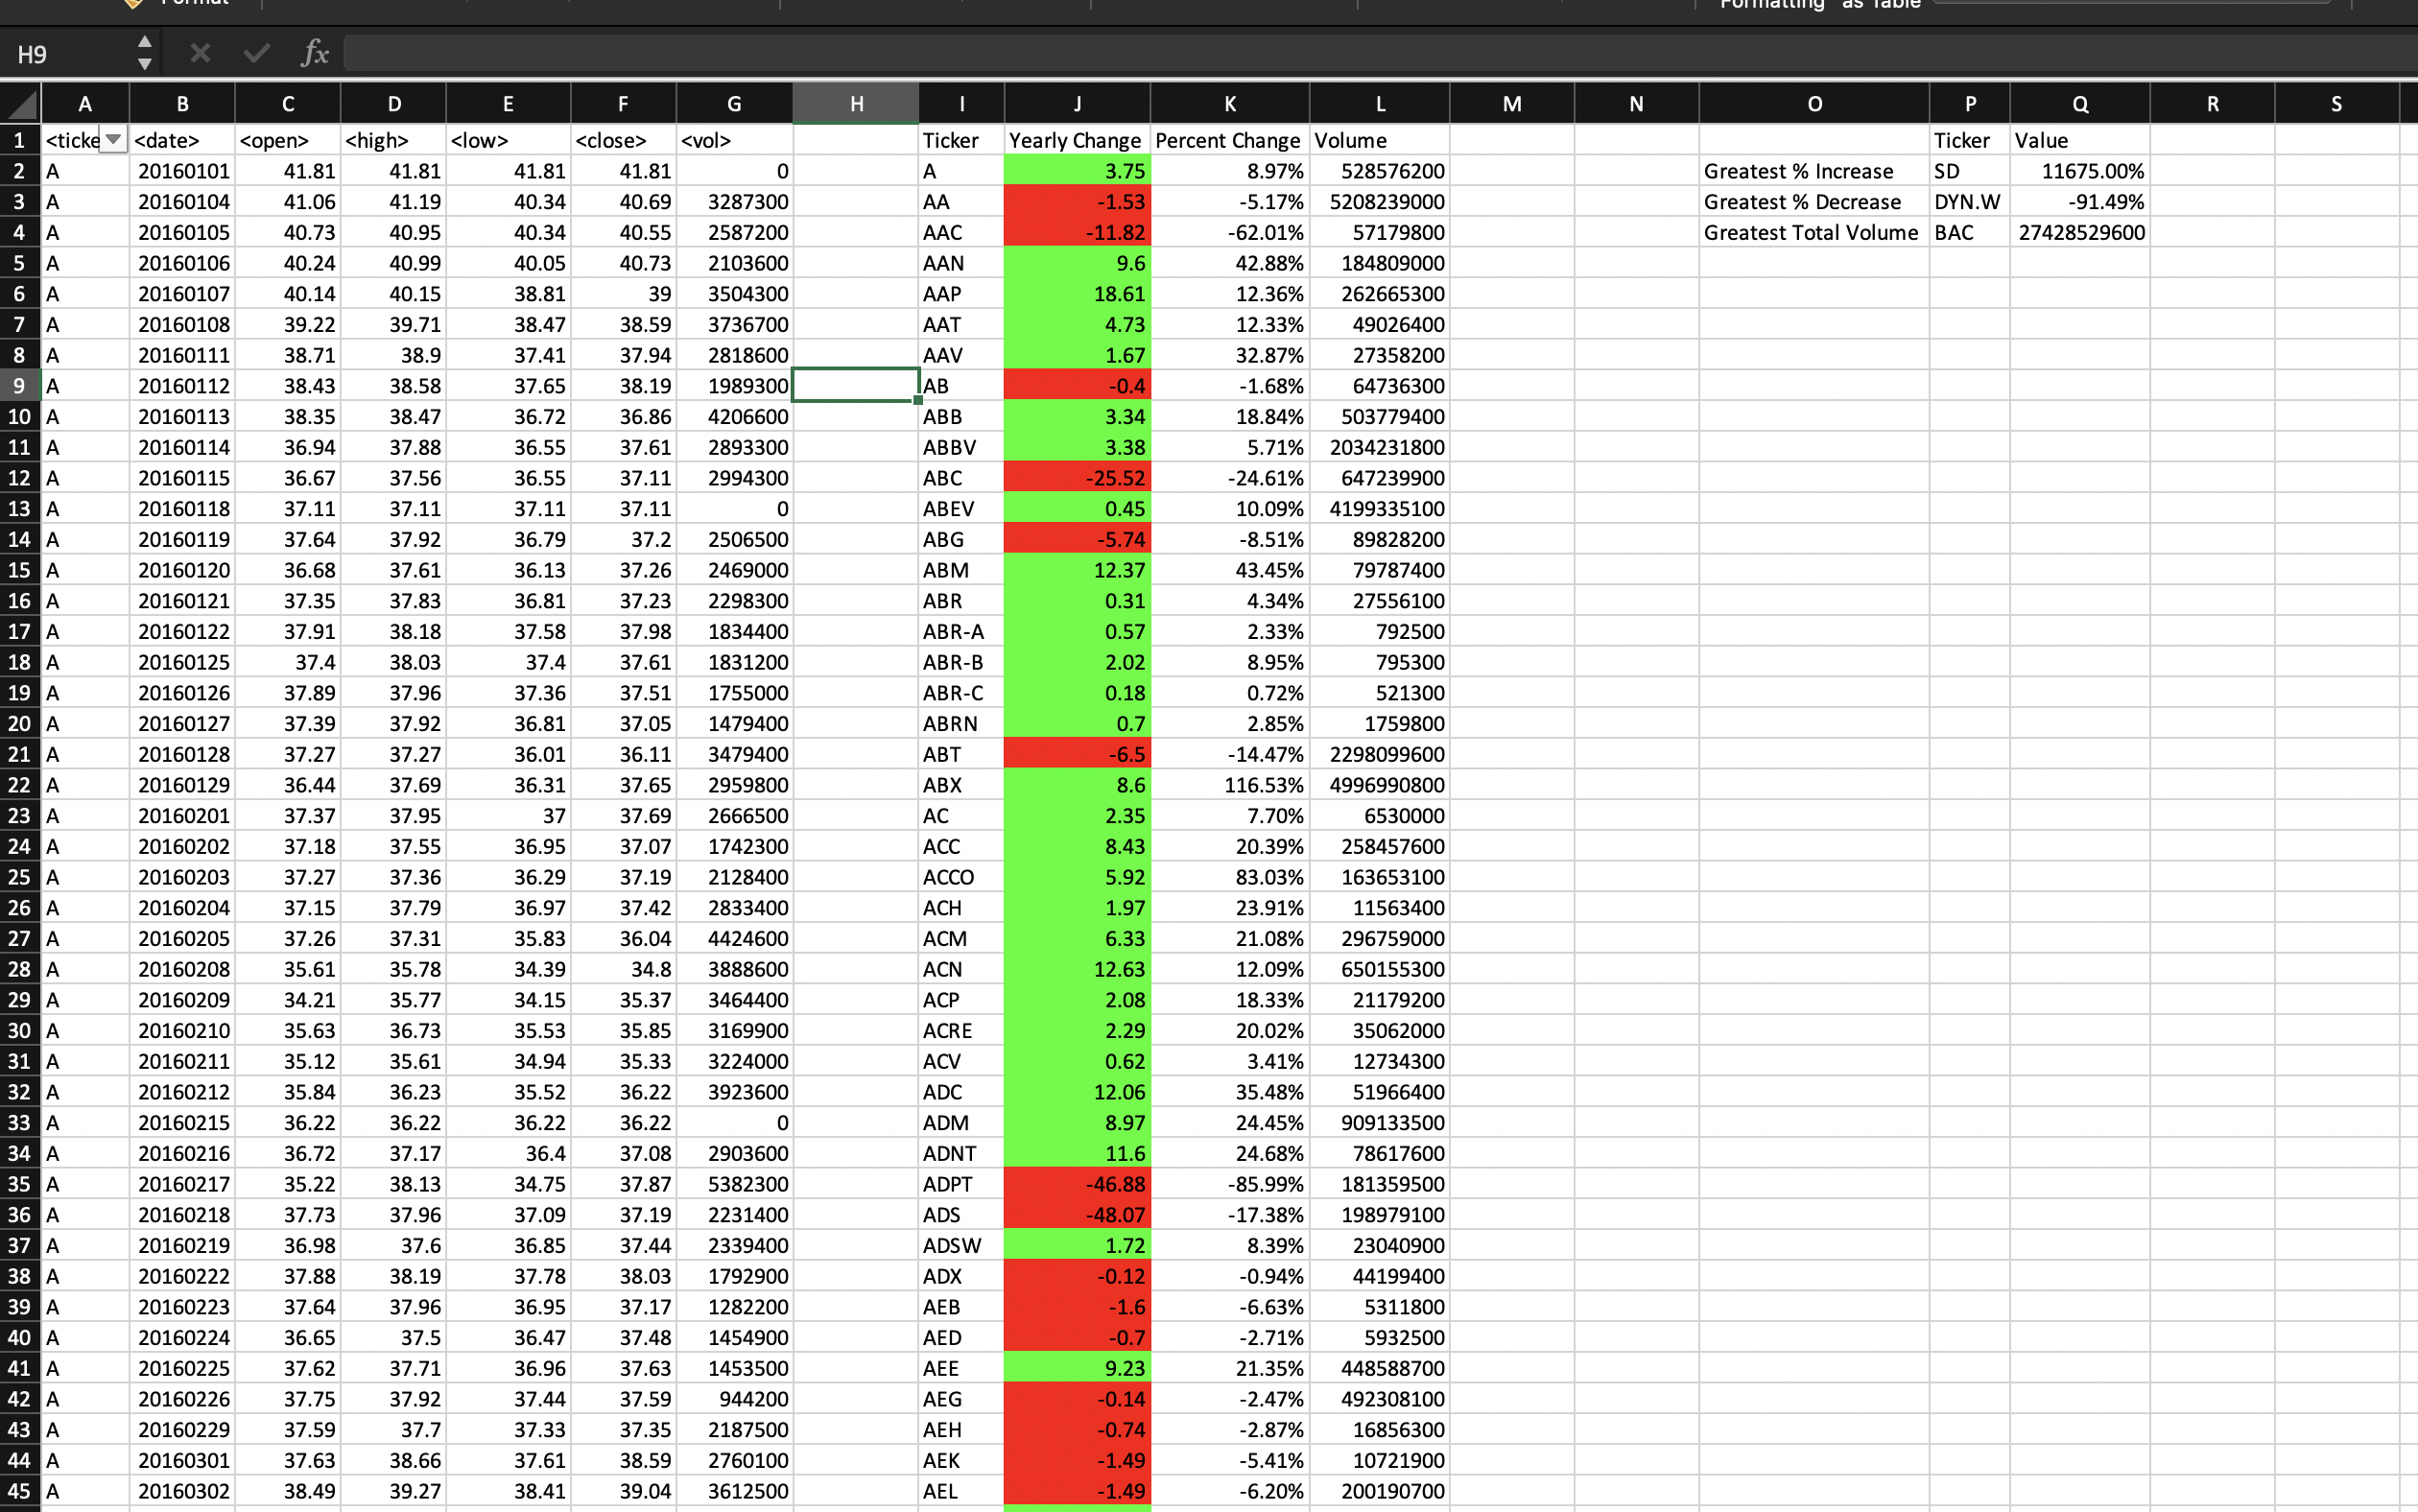 Format Formatting as Table
H9 fx
A B C D E F G H I J K L M N O P Q R S
1 <ticke <date> <open> <high> <low> <close> <vol> Ticker Yearly Change Percent Change Volume Ticker Value
2 A 20160101 41.81 41.81 41.81 41.81 0 A 3.75 8.97% 528576200 Greatest % Increase SD 11675.00%
3 A 20160104 41.06 41.19 40.34 40.69 3287300 AA -1.53 -5.17% 5208239000 Greatest % Decrease DYN.W -91.49%
4 A 20160105 40.73 40.95 40.34 40.55 2587200 AAC -11.82 -62.01% 57179800 Greatest Total Volume BAC 27428529600
5 A 20160106 40.24 40.99 40.05 40.73 2103600 AAN 9.6 42.88% 184809000
6 A 20160107 40.14 40.15 38.81 39 3504300 AAP 18.61 12.36% 262665300
7 A 20160108 39.22 39.71 38.47 38.59 3736700 AAT 4.73 12.33% 49026400
8 A 20160111 38.71 38.9 37.41 37.94 2818600 AAV 1.67 32.87% 27358200
9 A 20160112 38.43 38.58 37.65 38.19 1989300 AB -0.4 -1.68% 64736300
10 A 20160113 38.35 38.47 36.72 36.86 4206600 ABB 3.34 18.84% 503779400
11 A 20160114 36.94 37.88 36.55 37.61 2893300 ABBV 3.38 5.71% 2034231800
12 A 20160115 36.67 37.56 36.55 37.11 2994300 ABC -25.52 -24.61% 647239900
13 A 20160118 37.11 37.11 37.11 37.11 0 ABEV 0.45 10.09% 4199335100
14 A 20160119 37.64 37.92 36.79 37.2 2506500 ABG -5.74 -8.51% 89828200
15 A 20160120 36.68 37.61 36.13 37.26 2469000 ABM 12.37 43.45% 79787400
16 A 20160121 37.35 37.83 36.81 37.23 2298300 ABR 0.31 4.34% 27556100
17 A 20160122 37.91 38.18 37.58 37.98 1834400 ABR-A 0.57 2.33% 792500
18 A 20160125 37.4 38.03 37.4 37.61 1831200 ABR-B 2.02 8.95% 795300
19 A 20160126 37.89 37.96 37.36 37.51 1755000 ABR-C 0.18 0.72% 521300
20 A 20160127 37.39 37.92 36.81 37.05 1479400 ABRN 0.7 2.85% 1759800
21 A 20160128 37.27 37.27 36.01 36.11 3479400 ABT -6.5 -14.47% 2298099600
22 A 20160129 36.44 37.69 36.31 37.65 2959800 ABX 8.6 116.53% 4996990800
23 A 20160201 37.37 37.95 37 37.69 2666500 AC 2.35 7.70% 6530000
24 A 20160202 37.18 37.55 36.95 37.07 1742300 ACC 8.43 20.39% 258457600
25 A 20160203 37.27 37.36 36.29 37.19 2128400 ACCO 5.92 83.03% 163653100
26 A 20160204 37.15 37.79 36.97 37.42 2833400 ACH 1.97 23.91% 11563400
27 A 20160205 37.26 37.31 35.83 36.04 4424600 ACM 6.33 21.08% 296759000
28 A 20160208 35.61 35.78 34.39 34.8 3888600 ACN 12.63 12.09% 650155300
29 A 20160209 34.21 35.77 34.15 35.37 3464400 ACP 2.08 18.33% 21179200
30 A 20160210 35.63 36.73 35.53 35.85 3169900 ACRE 2.29 20.02% 35062000
31 A 20160211 35.12 35.61 34.94 35.33 3224000 ACV 0.62 3.41% 12734300
32 A 20160212 35.84 36.23 35.52 36.22 3923600 ADC 12.06 35.48% 51966400
33 A 20160215 36.22 36.22 36.22 36.22 0 ADM 8.97 24.45% 909133500
34 A 20160216 36.72 37.17 36.4 37.08 2903600 ADNT 11.6 24.68% 78617600
35 A 20160217 35.22 38.13 34.75 37.87 5382300 ADPT -46.88 -85.99% 181359500
36 A 20160218 37.73 37.96 37.09 37.19 2231400 ADS -48.07 -17.38% 198979100
37 A 20160219 36.98 37.6 36.85 37.44 2339400 ADSW 1.72 8.39% 23040900
38 A 20160222 37.88 38.19 37.78 38.03 1792900 ADX -0.12 -0.94% 44199400
39 A 20160223 37.64 37.96 36.95 37.17 1282200 AEB -1.6 -6.63% 5311800
40 A 20160224 36.65 37.5 36.47 37.48 1454900 AED -0.7 -2.71% 5932500
41 A 20160225 37.62 37.71 36.96 37.63 1453500 AEE 9.23 21.35% 448588700
42 A 20160226 37.75 37.92 37.44 37.59 944200 AEG -0.14 -2.47% 492308100
43 A 20160229 37.59 37.7 37.33 37.35 2187500 AEH -0.74 -2.87% 16856300
44 A 20160301 37.63 38.66 37.61 38.59 2760100 AEK -1.49 -5.41% 10721900
45 A 20160302 38.49 39.27 38.41 39.04 3612500 AEL -1.49 -6.20% 200190700